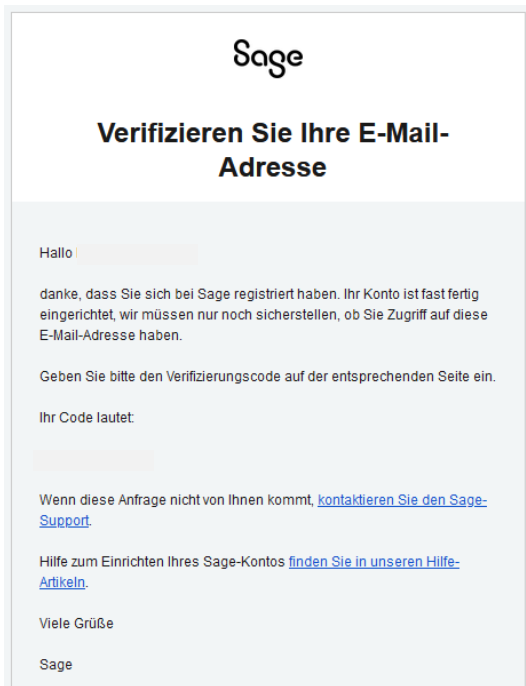 Sage
Verifizieren Sie Ihre E-Mail-
Adresse
Hallo
danke, dass Sie sich bei Sage registriert haben. Ihr Konto ist fast fertig
eingerichtet, wir müssen nur noch sicherstellen, ob Sie Zugriff auf diese
E-Mail-Adresse haben.
Geben Sie bitte den Verifizierungscode auf der entsprechenden Seite ein.
Ihr Code lautet:
Wenn diese Anfrage nicht von Ihnen kommt, kontaktieren Sie den Sage-
Support.
Hilfe zum Einrichten Ihres Sage-Kontos finden Sie in unseren Hilfe-
Artikeln.
Viele Grüße
Sage